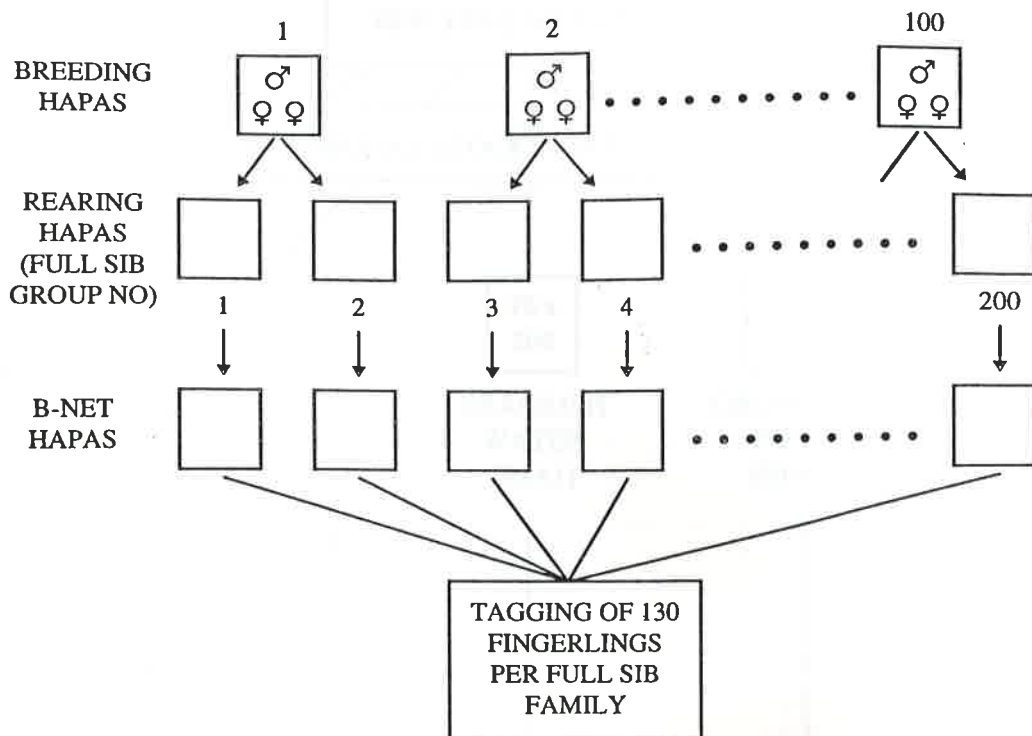 1
2
100
BREEDING
HAPAS
♂
♀ ♀
♂
♀ ♀
♂
♀ ♀
REARING
HAPAS
(FULL SIB
GROUP NO)
1
2
3
4
200
B-NET
HAPAS
TAGGING OF 130
FINGERLINGS
PER FULL SIB
FAMILY